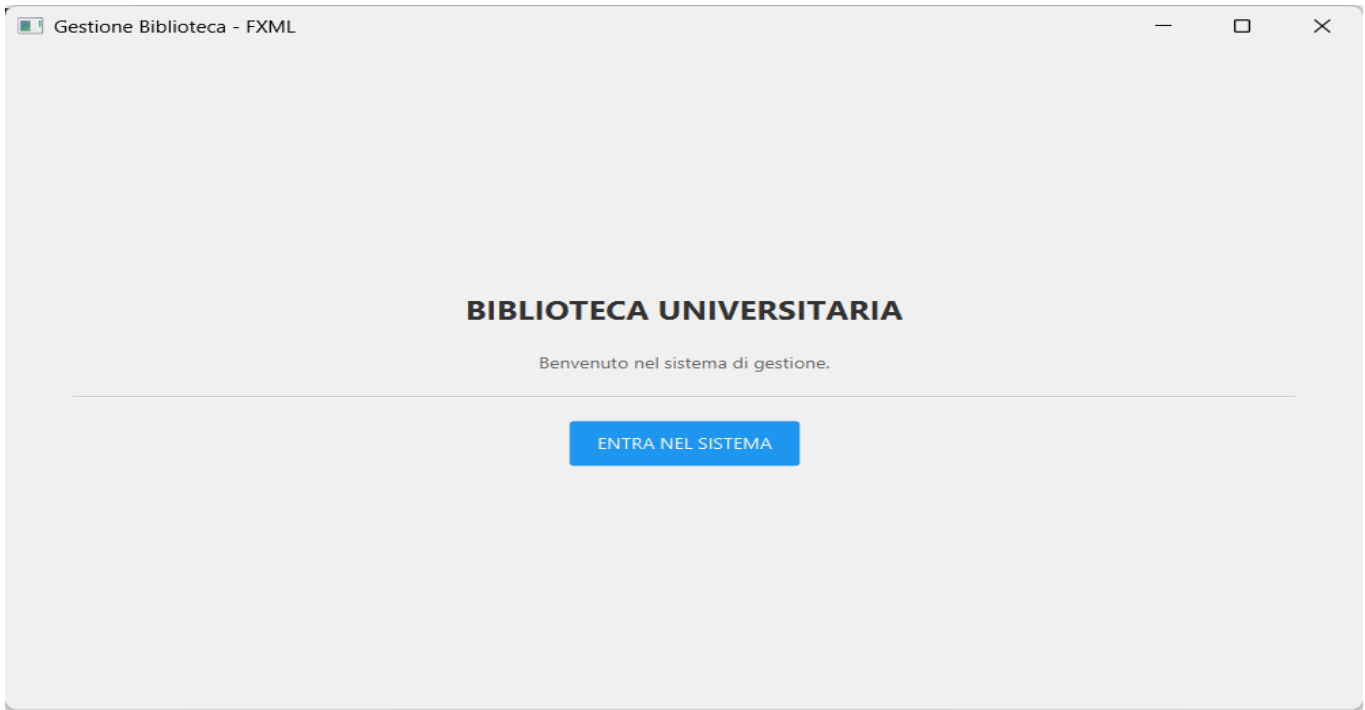 Gestione Biblioteca - FXML
BIBLIOTECA UNIVERSITARIA
Benvenuto nel sistema di gestione.
ENTRA NEL SISTEMA